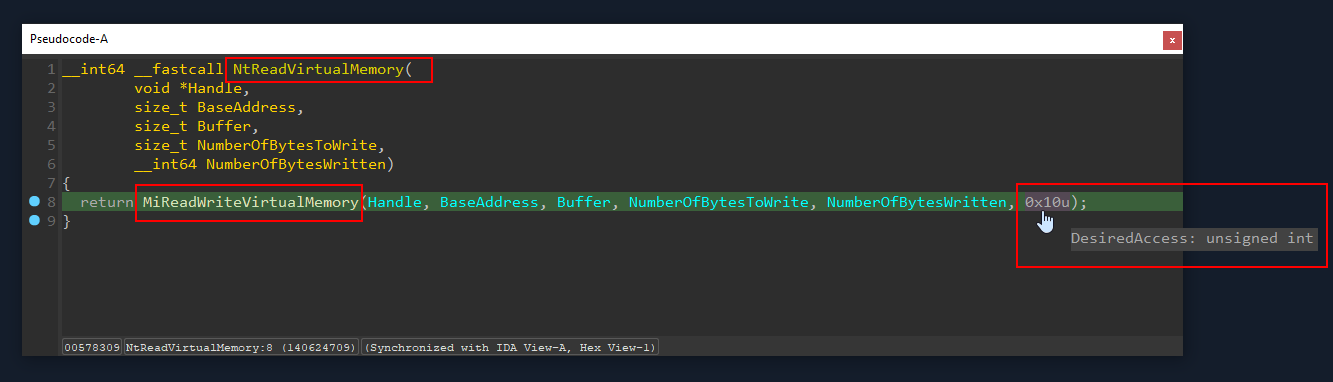 Pseudocode-A
x
1 __int64 __fastcall NtReadVirtualMemory(
2 void *Handle,
3 size_t BaseAddress,
4 size_t Buffer,
5 size_t NumberOfBytesToWrite,
6 __int64 NumberOfBytesWritten)
7 {
8 return MiReadWriteVirtualMemory(Handle, BaseAddress, Buffer, NumberOfBytesToWrite, NumberOfBytesWritten, 0x10u);
9 }
DesiredAccess: unsigned int
00578309 NtReadVirtualMemory:8 (140624709) (Synchronized with IDA View-A, Hex View-1)